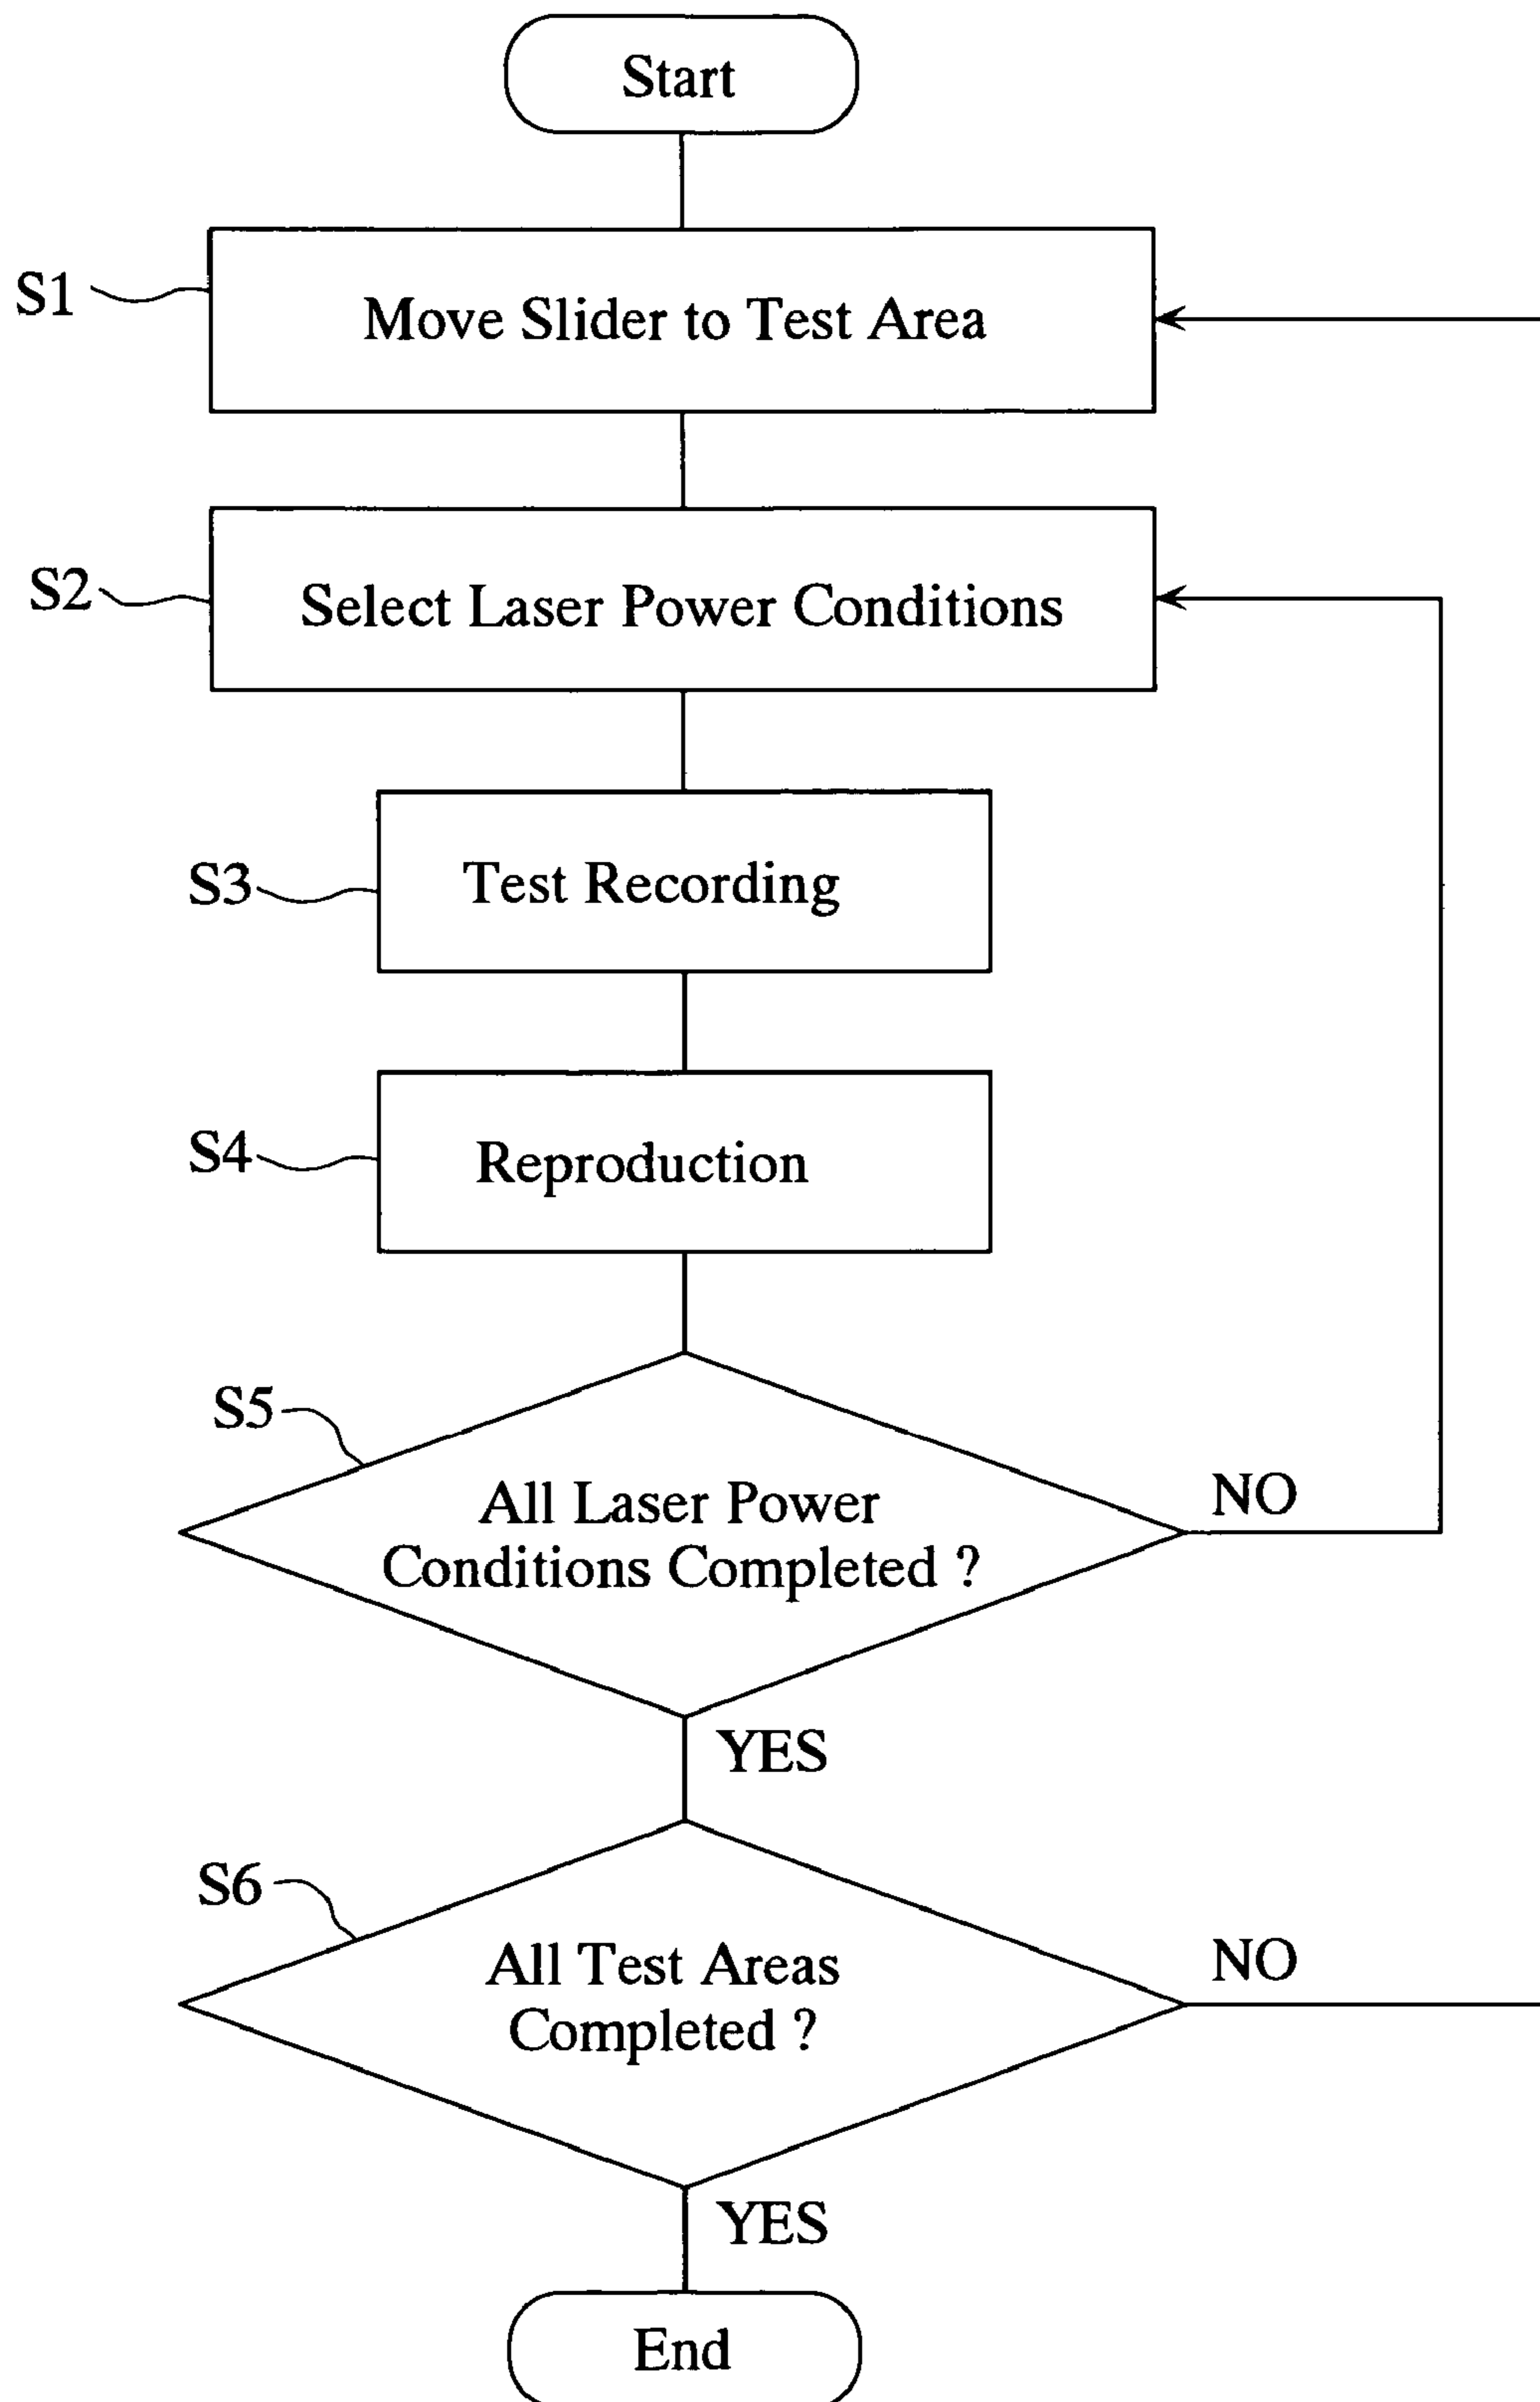 Start
S1
Move Slider to Test Area
S2
Select Laser Power Conditions
S3
Test Recording
S4
Reproduction
S5
All Laser Power
Conditions Completed ?
NO
YES
S6
All Test Areas
Completed ?
NO
YES
End